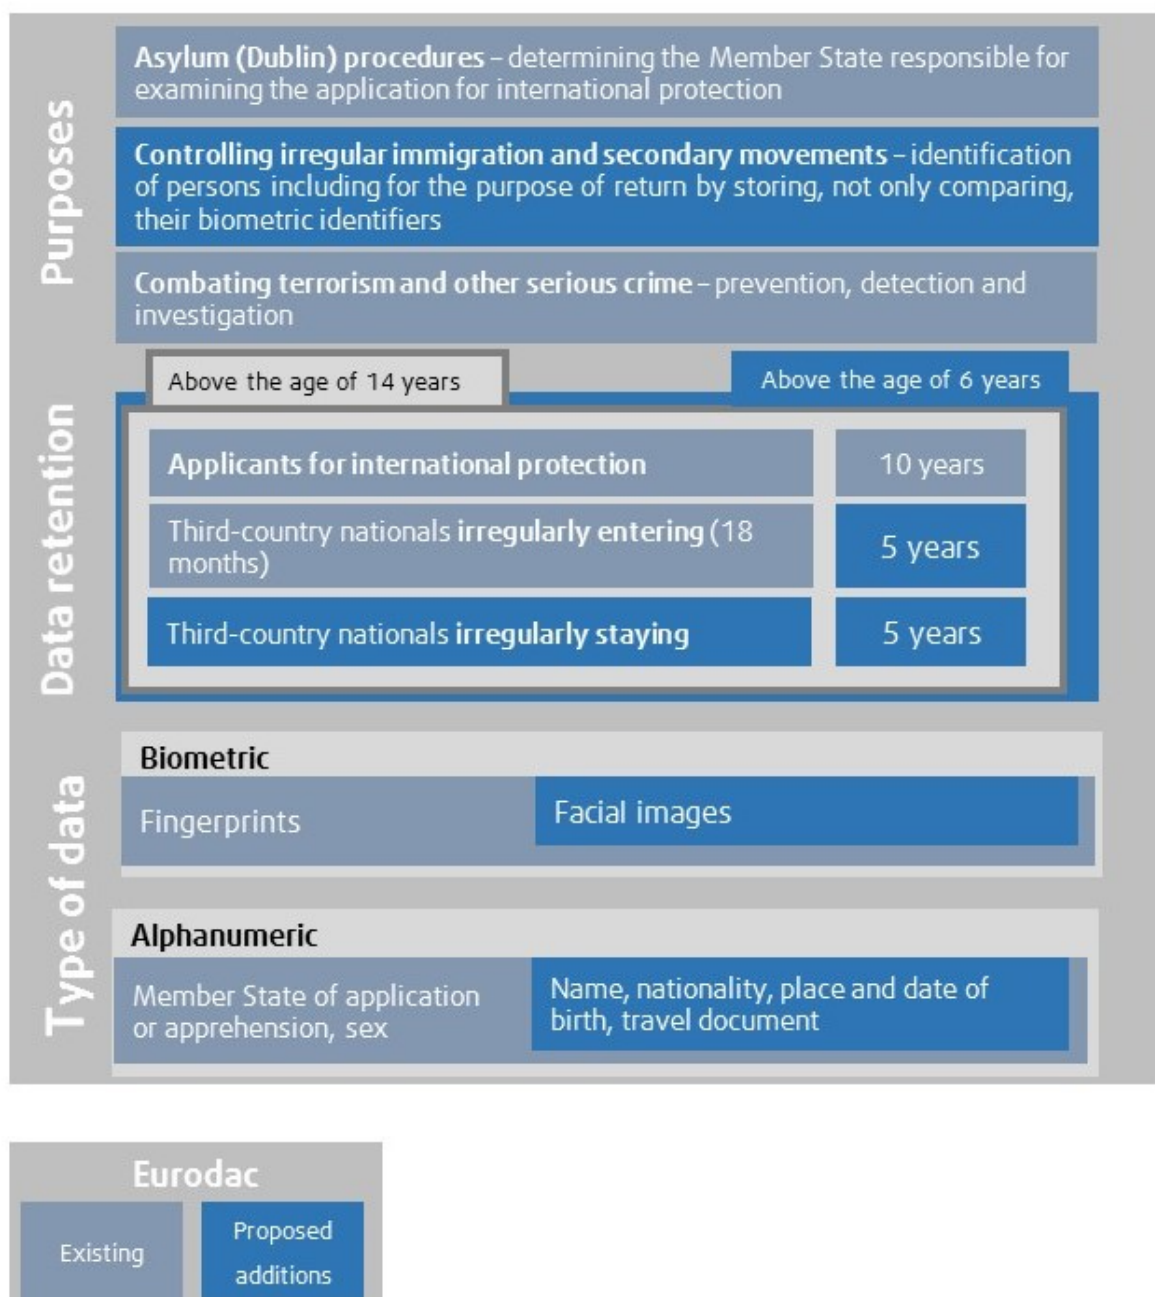 Purposes
Asylum (Dublin) procedures – determining the Member State responsible for
examining the application for international protection
Controlling irregular immigration and secondary movements – identification
of persons including for the purpose of return by storing, not only comparing,
their biometric identifiers
Combating terrorism and other serious crime – prevention, detection and
investigation
Data retention
Above the age of 14 years
Above the age of 6 years
Applicants for international protection
10 years
Third-country nationals irregularly entering (18
months)
5 years
Third-country nationals irregularly staying
5 years
Type of data
Biometric
Fingerprints
Facial images
Alphanumeric
Member State of application
or apprehension, sex
Name, nationality, place and date of
birth, travel document
Eurodac
Existing
Proposed
additions